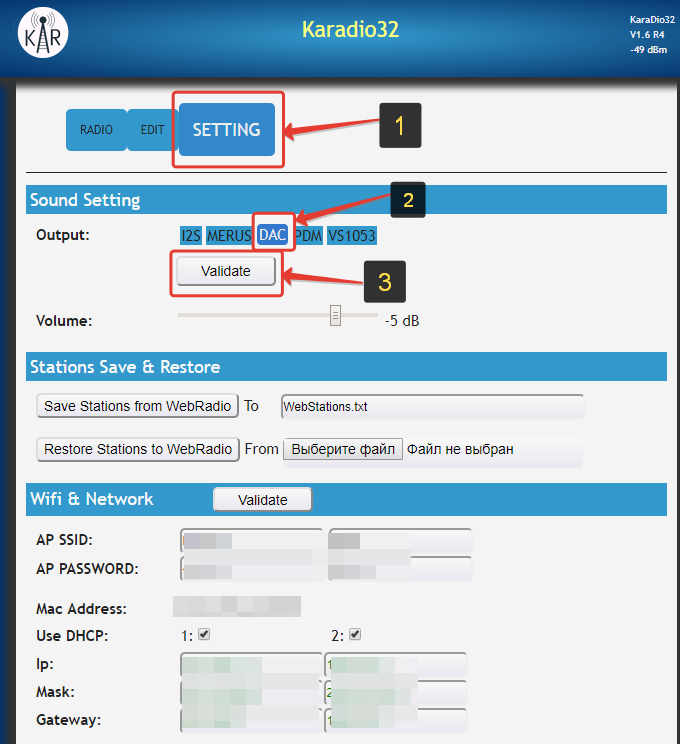 KAR
Karadio32
KaraDio32
V1.6 R4
-49 dBm
RADIO EDIT SETTING 1
Sound Setting
2
Output: I2S MERUS DAC PDM VS1053
Validate
3
Volume: -5 dB
Stations Save & Restore
Save Stations from WebRadio To WebStations.txt
Restore Stations to WebRadio From Выберите файл Файл не выбран
Wifi & Network Validate
AP SSID:
AP PASSWORD:
Mac Address:
Use DHCP: 1: 2:
Ip:
Mask:
Gateway: